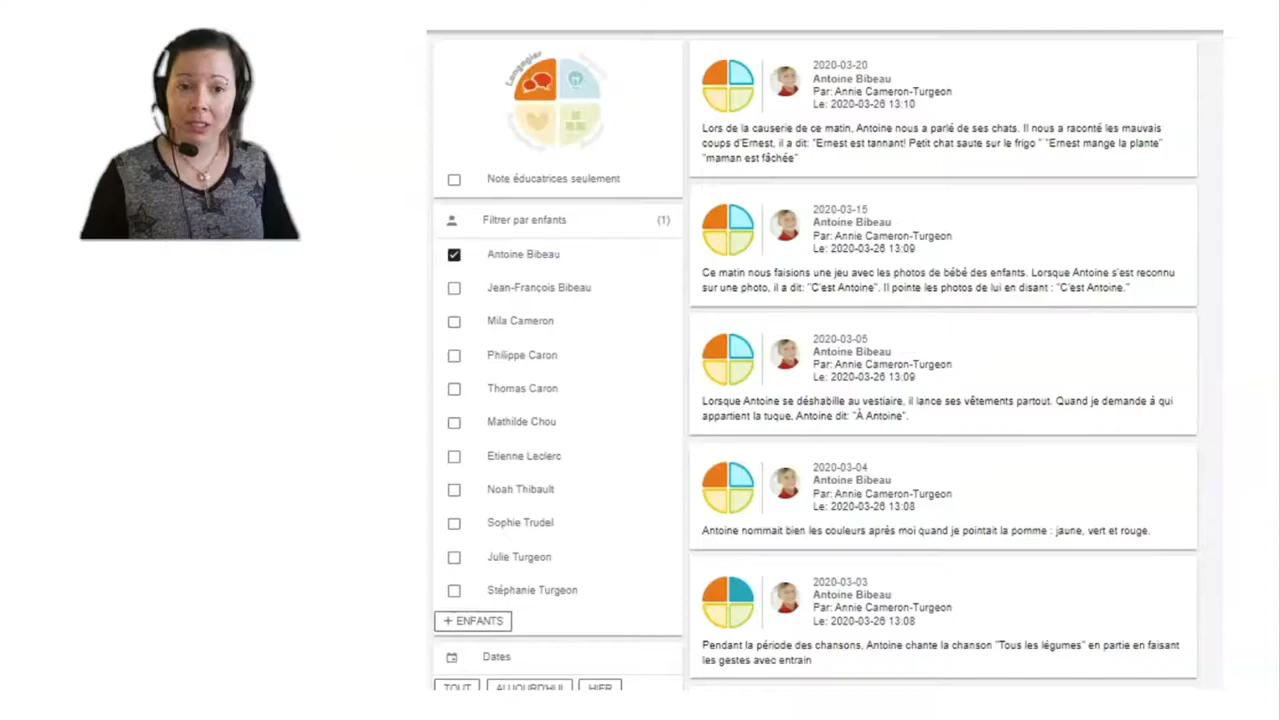 Langagier
Note éducatrices seulement
Filtrer par enfants (1)
Antoine Bibeau
Jean-François Bibeau
Mila Cameron
Philippe Caron
Thomas Caron
Mathilde Chou
Etienne Leclerc
Noah Thibault
Sophie Trudel
Julie Turgeon
Stéphanie Turgeon
+ ENFANTS
Dates
TOUT AUJOURD'HUI HIER
2020-03-20
Antoine Bibeau
Par: Annie Cameron-Turgeon
Le: 2020-03-26 13:10
Lors de la causerie de ce matin, Antoine nous a parlé de ses chats. Il nous a raconté les mauvais
coups d'Ernest, il a dit: "Ernest est tannant! Petit chat saute sur le frigo " "Ernest mange la plante"
"maman est fâchée"
2020-03-15
Antoine Bibeau
Par: Annie Cameron-Turgeon
Le: 2020-03-26 13:09
Ce matin nous faisions une jeu avec les photos de bébé des enfants. Lorsque Antoine s'est reconnu
sur une photo, il a dit: "C'est Antoine". Il pointe les photos de lui en disant : "C'est Antoine."
2020-03-05
Antoine Bibeau
Par: Annie Cameron-Turgeon
Le: 2020-03-26 13:09
Lorsque Antoine se déshabille au vestiaire, il lance ses vêtements partout. Quand je demande á qui
appartient la tuque, Antoine dit: "À Antoine".
2020-03-04
Antoine Bibeau
Par: Annie Cameron-Turgeon
Le: 2020-03-26 13:08
Antoine nommait bien les couleurs aprés moi quand je pointait la pomme : jaune, vert et rouge.
2020-03-03
Antoine Bibeau
Par: Annie Cameron-Turgeon
Le: 2020-03-26 13:08
Pendant la période des chansons, Antoine chante la chanson "Tous les légumes" en partie en faisant
les gestes avec entrain